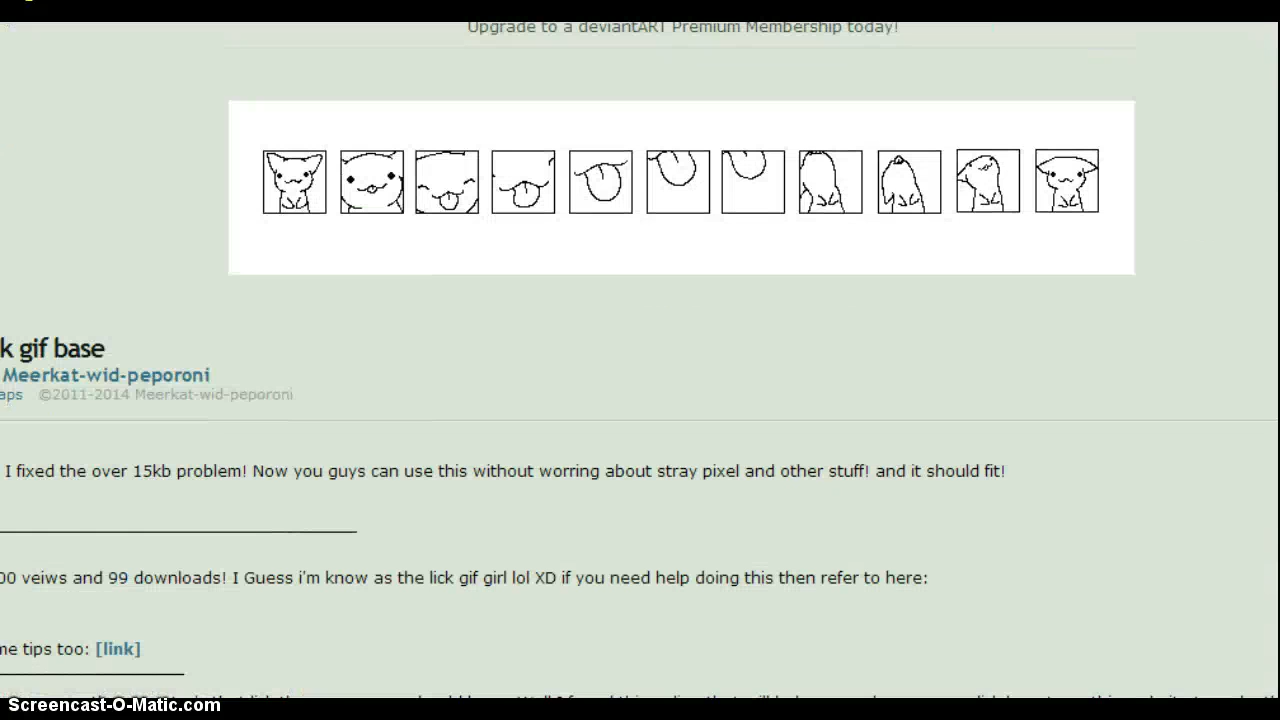 Upgrade to a deviantART Premium Membership today!
k gif base
Meerkat-wid-peporoni
aps ©2011-2014 Meerkat-wid-peporoni
I fixed the over 15kb problem! Now you guys can use this without worring about stray pixel and other stuff! and it should fit!
00 veiws and 99 downloads! I Guess i'm know as the lick gif girl lol XD if you need help doing this then refer to here:
me tips too: [link]
Screencast-O-Matic.com